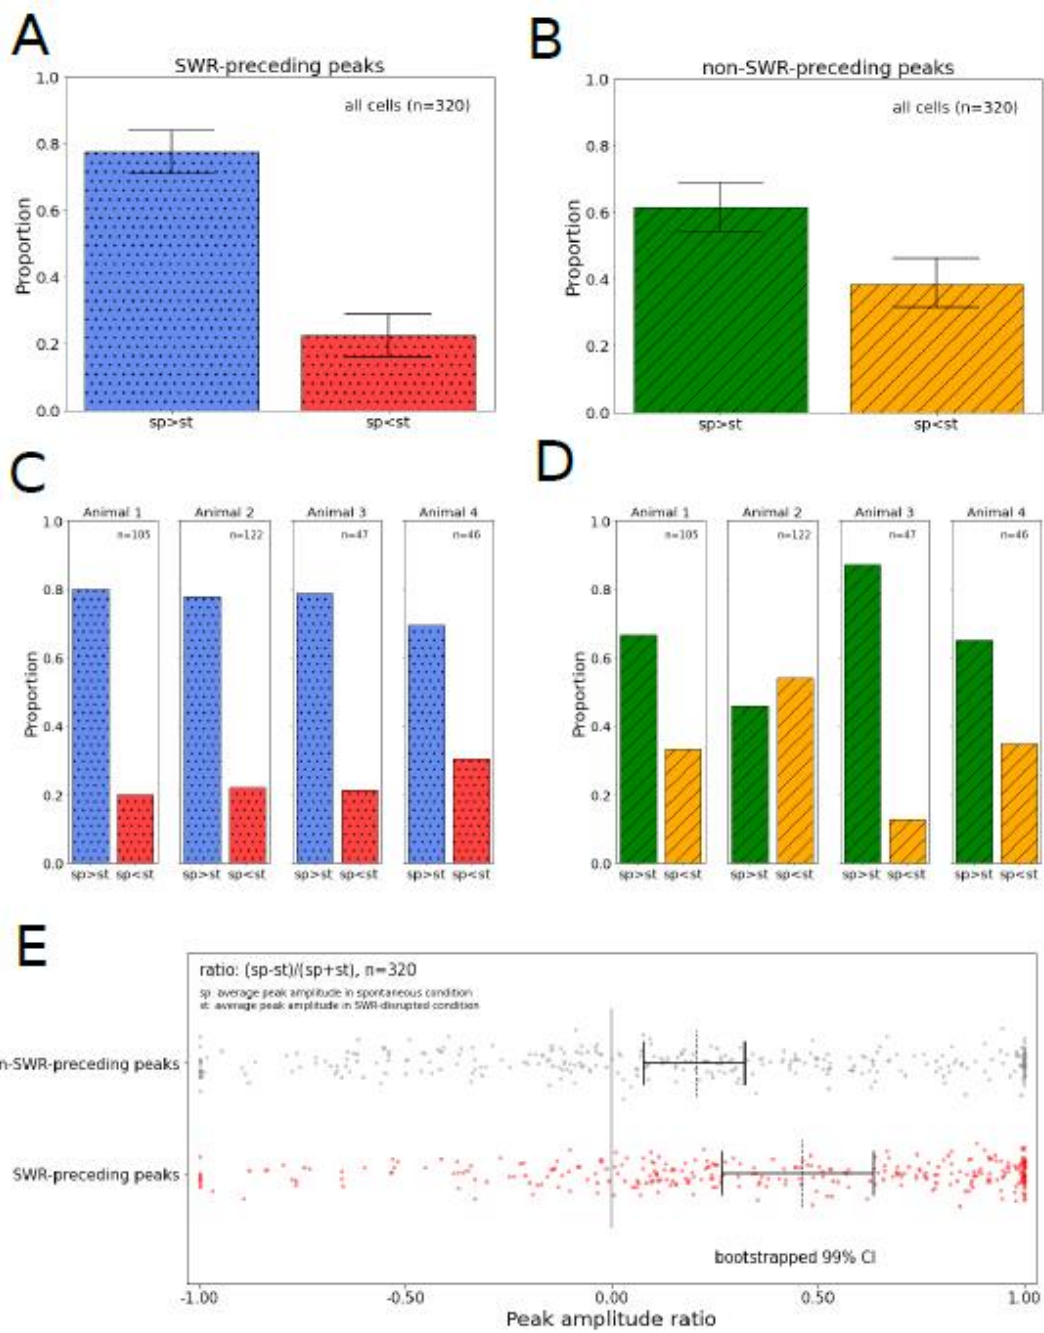 A
SWR-preceding peaks
all cells (n=320)
Proportion
1.0
0.8
0.6
0.4
0.2
0.0
sp>st sp<st
B
non-SWR-preceding peaks
all cells (n=320)
Proportion
1.0
0.8
0.6
0.4
0.2
0.0
sp>st sp<st
C
Animal 1 Animal 2 Animal 3 Animal 4
n=105 n=122 n=47 n=46
Proportion
1.0
0.8
0.6
0.4
0.2
0.0
sp>st sp<st sp>st sp<st sp>st sp<st sp>st sp<st
D
Animal 1 Animal 2 Animal 3 Animal 4
n=105 n=122 n=47 n=46
Proportion
1.0
0.8
0.6
0.4
0.2
0.0
sp>st sp<st sp>st sp<st sp>st sp<st sp>st sp<st
E
ratio: (sp-st)/(sp+st), n=320
sp: average peak amplitude in spontaneous condition
st: average peak amplitude in SWR-disrupted condition
n-SWR-preceding peaks
SWR-preceding peaks
bootstrapped 99% CI
-1.00 -0.50 0.00 0.50 1.00
Peak amplitude ratio